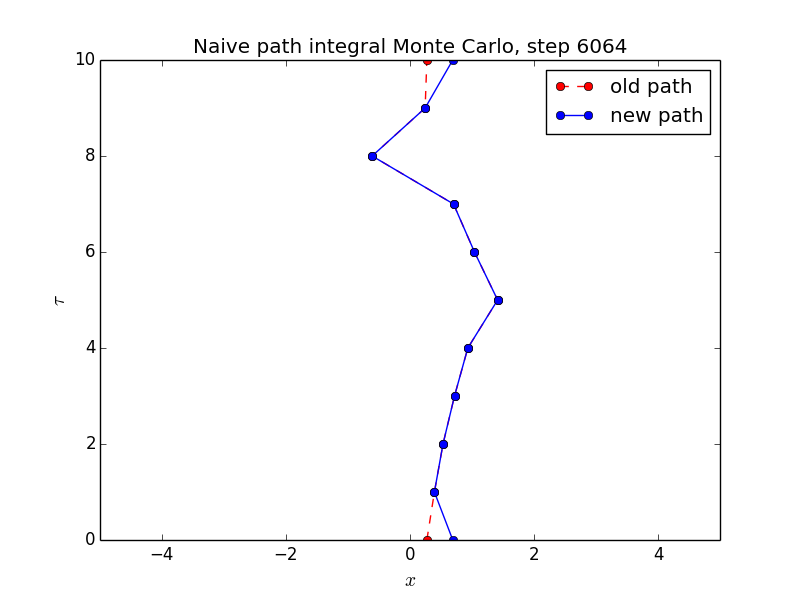 Naive path integral Monte Carlo, step 6064
old path
new path
10
8
6
4
2
0
τ
−4 −2 0 2 4
x